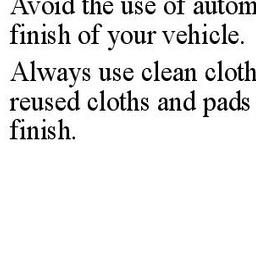 Avoid the use of autom
finish of your vehicle.
Always use clean cloth
reused cloths and pads
finish.